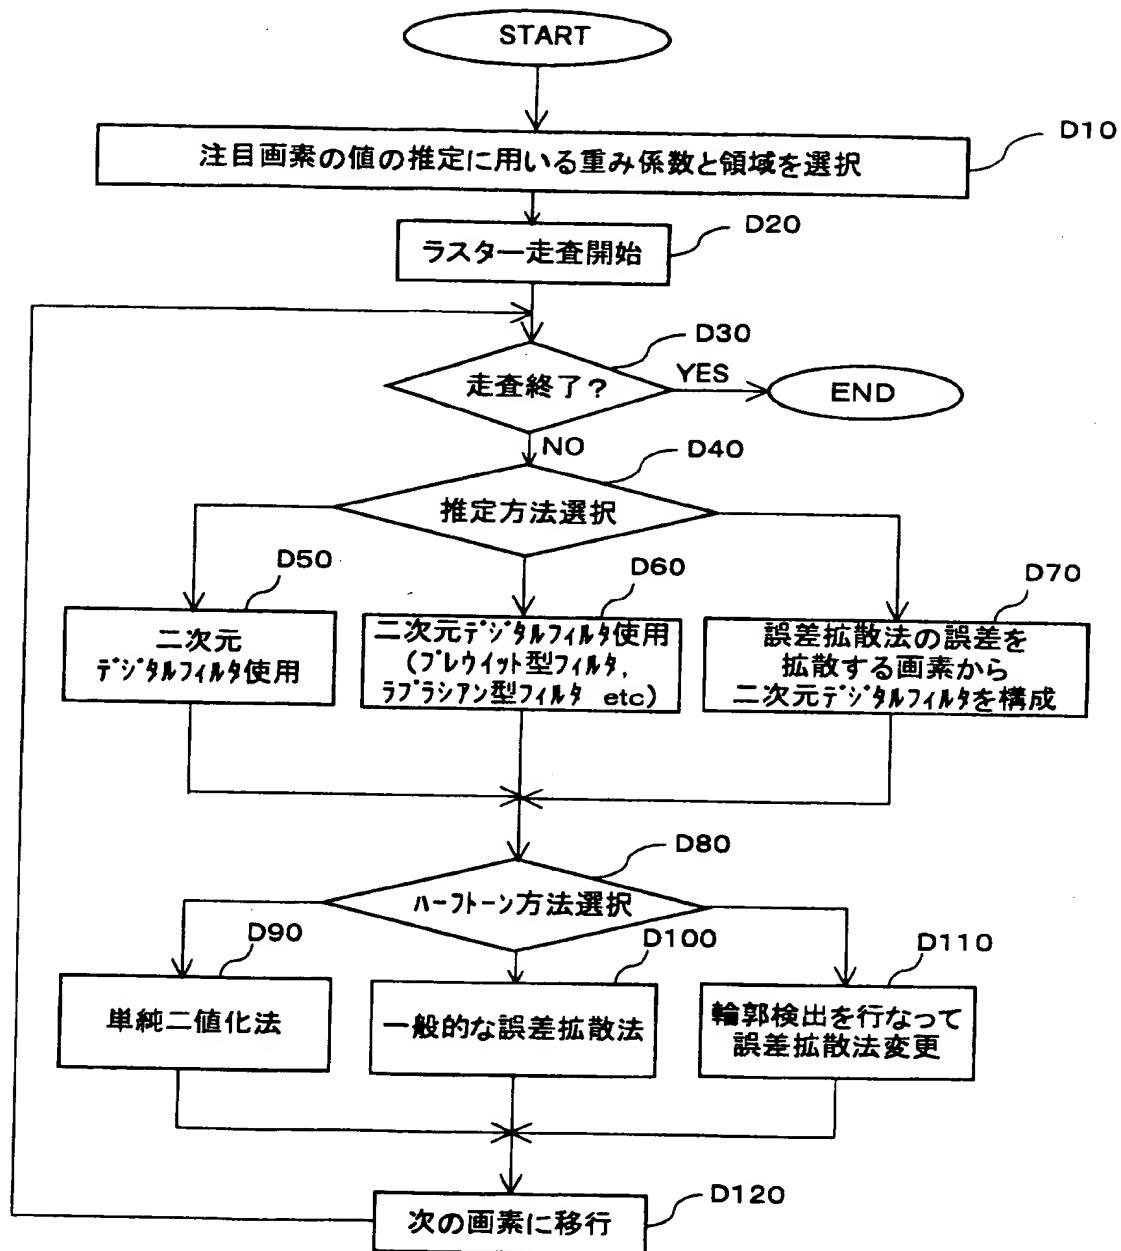 START
D10
注目画素の値の推定に用いる重み係数と領域を選択
D20
ラスター走査開始
D30
走査終了?
YES
END
NO
D40
推定方法選択
D50
二次元
デジタルフィルタ使用
D60
二次元デジタルフィルタ使用
(プレウイット型フィルタ,
ラプラシアン型フィルタ etc)
D70
誤差拡散法の誤差を
拡散する画素から
二次元デジタルフィルタを構成
D80
ハーフトーン方法選択
D90
単純二値化法
D100
一般的な誤差拡散法
D110
輪郭検出を行なって
誤差拡散法変更
D120
次の画素に移行